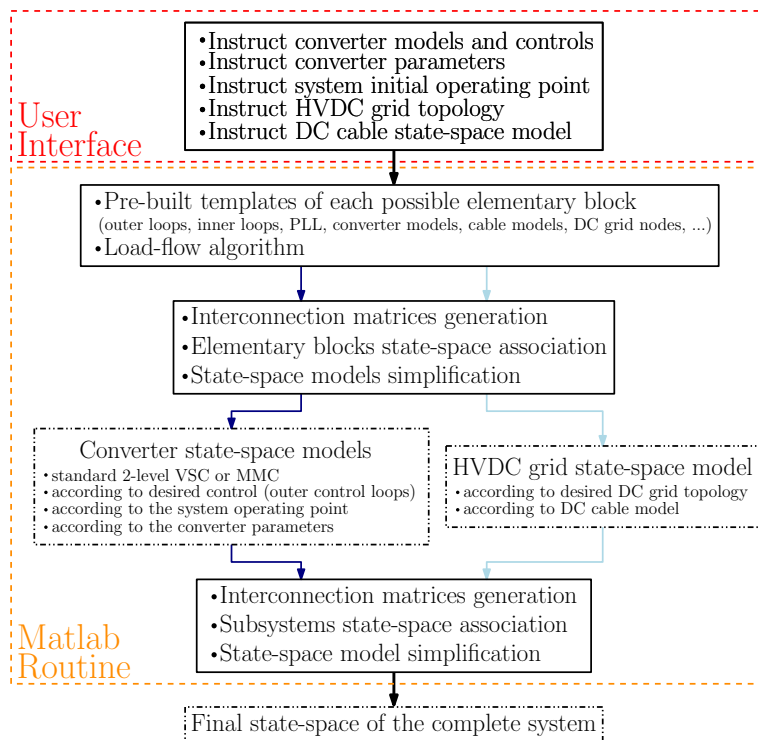 •Instruct converter models and controls
•Instruct converter parameters
•Instruct system initial operating point
•Instruct HVDC grid topology
•Instruct DC cable state-space model
User
Interface
•Pre-built templates of each possible elementary block
(outer loops, inner loops, PLL, converter models, cable models, DC grid nodes, ...)
•Load-flow algorithm
•Interconnection matrices generation
•Elementary blocks state-space association
•State-space models simplification
Converter state-space models
•standard 2-level VSC or MMC
•according to desired control (outer control loops)
•according to the system operating point
•according to the converter parameters
HVDC grid state-space model
•according to desired DC grid topology
•according to DC cable model
•Interconnection matrices generation
•Subsystems state-space association
•State-space model simplification
Matlab
Routine
Final state-space of the complete system